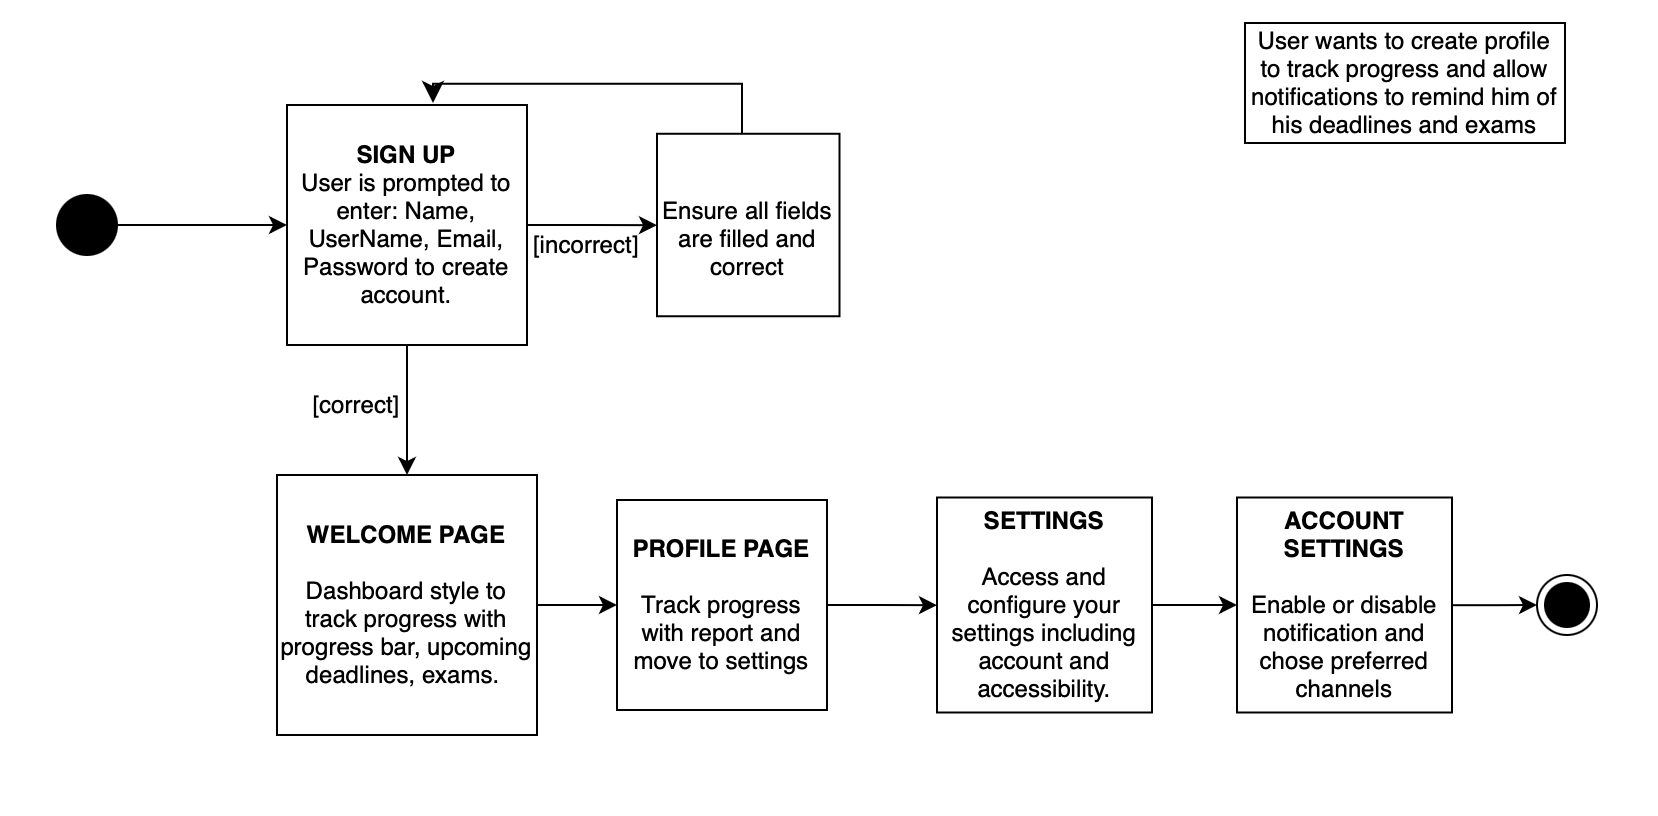 User wants to create profile
to track progress and allow
notifications to remind him of
his deadlines and exams
SIGN UP
User is prompted to
enter: Name,
UserName, Email,
Password to create
account.
[incorrect]
Ensure all fields
are filled and
correct
[correct]
WELCOME PAGE
Dashboard style to
track progress with
progress bar, upcoming
deadlines, exams.
PROFILE PAGE
Track progress
with report and
move to settings
SETTINGS
Access and
configure your
settings including
account and
accessibility.
ACCOUNT
SETTINGS
Enable or disable
notification and
chose preferred
channels